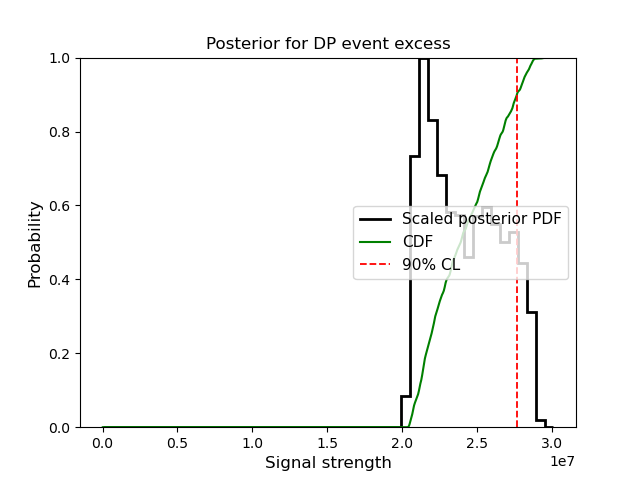 Posterior for DP event excess
Probability
1.0
0.8
0.6
0.4
0.2
0.0
Scaled posterior PDF
CDF
90% CL
0.0 0.5 1.0 1.5 2.0 2.5 3.0
1e7
Signal strength